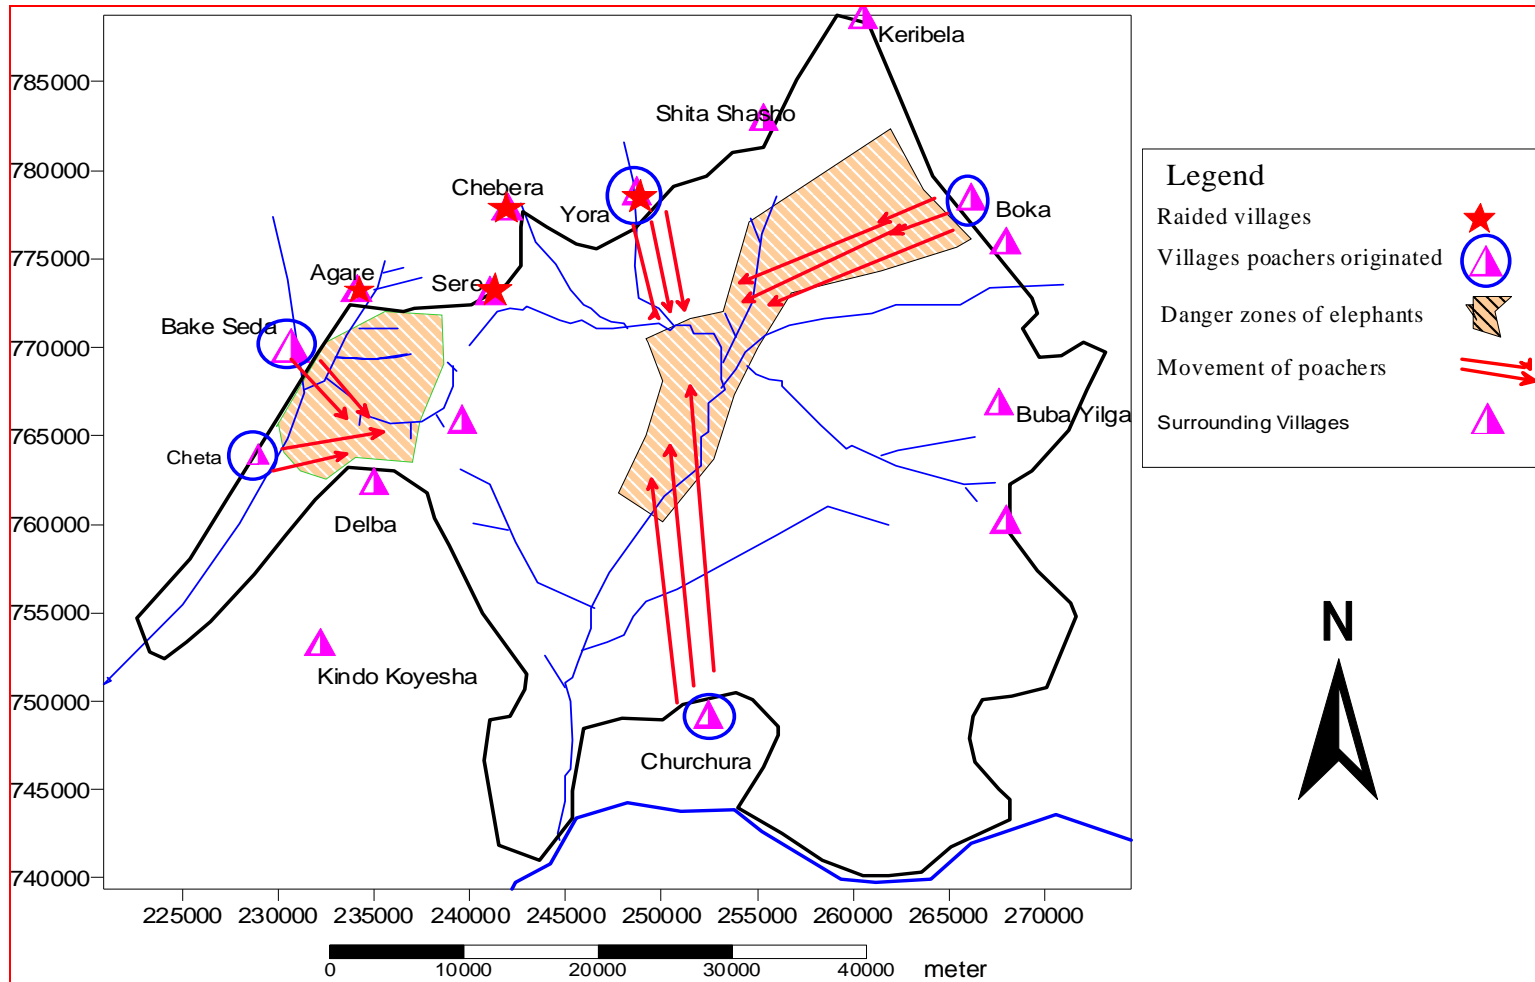 Keribela
785000
Shita Shasho
780000
Chebera
Yora
Boka
775000
Agare
Sere
Bake Seda
770000
Buba Yilga
765000
Cheta
Delba
760000
755000
Kindo Koyesha
750000
Churchura
745000
740000
225000 230000 235000 240000 245000 250000 255000 260000 265000 270000
0 10000 20000 30000 40000 meter
Legend
Raided villages
Villages poachers originated
Danger zones of elephants
Movement of poachers
Surrounding Villages
N